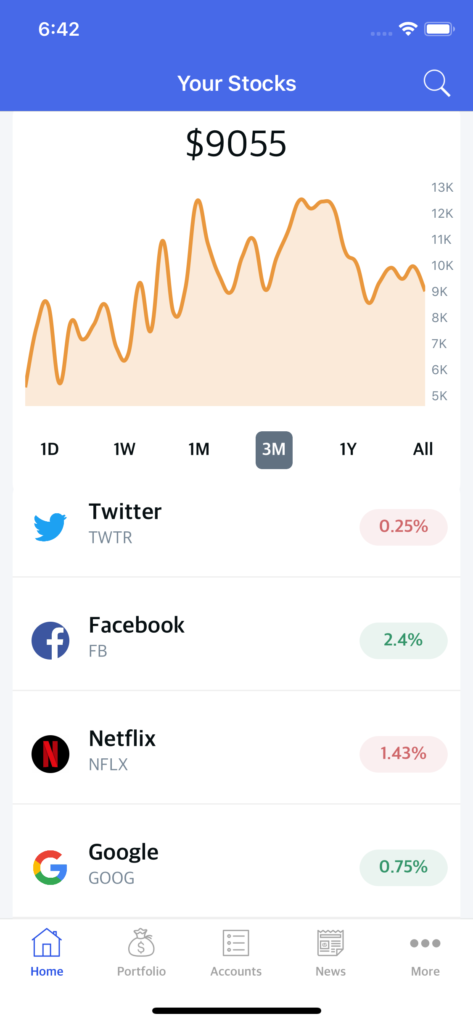 6:42
Your Stocks
$9055
13K
12K
11K
10K
9K
8K
7K
6K
5K
1D 1W 1M 3M 1Y All
Twitter
TWTR
0.25%
Facebook
FB
2.4%
N
Netflix
NFLX
1.43%
Google
GOOG
0.75%
Home Portfolio Accounts News More